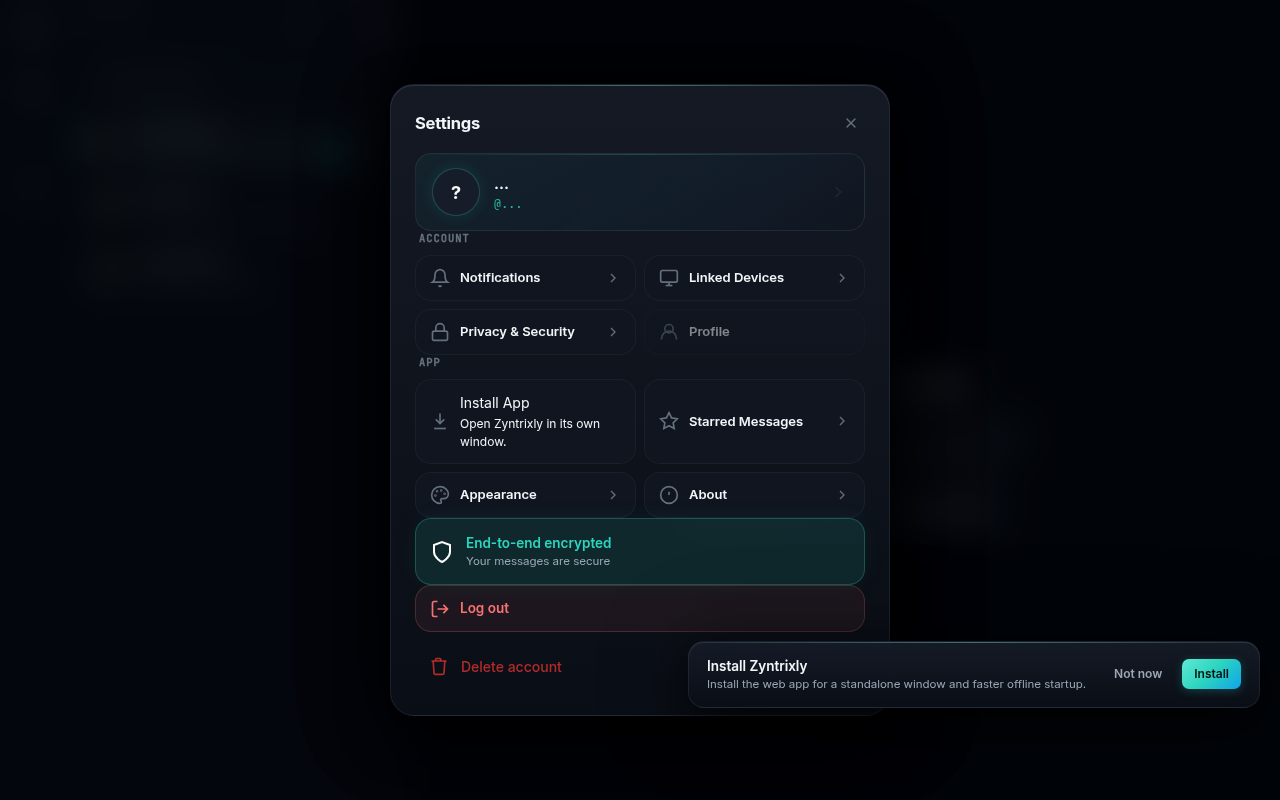 Settings
?
...
@...
ACCOUNT
Notifications
Linked Devices
Privacy & Security
Profile
APP
Install App
Open Zyntrixly in its own
window.
Starred Messages
Appearance
About
End-to-end encrypted
Your messages are secure
Log out
Delete account
Install Zyntrixly
Install the web app for a standalone window and faster offline startup.
Not now
Install